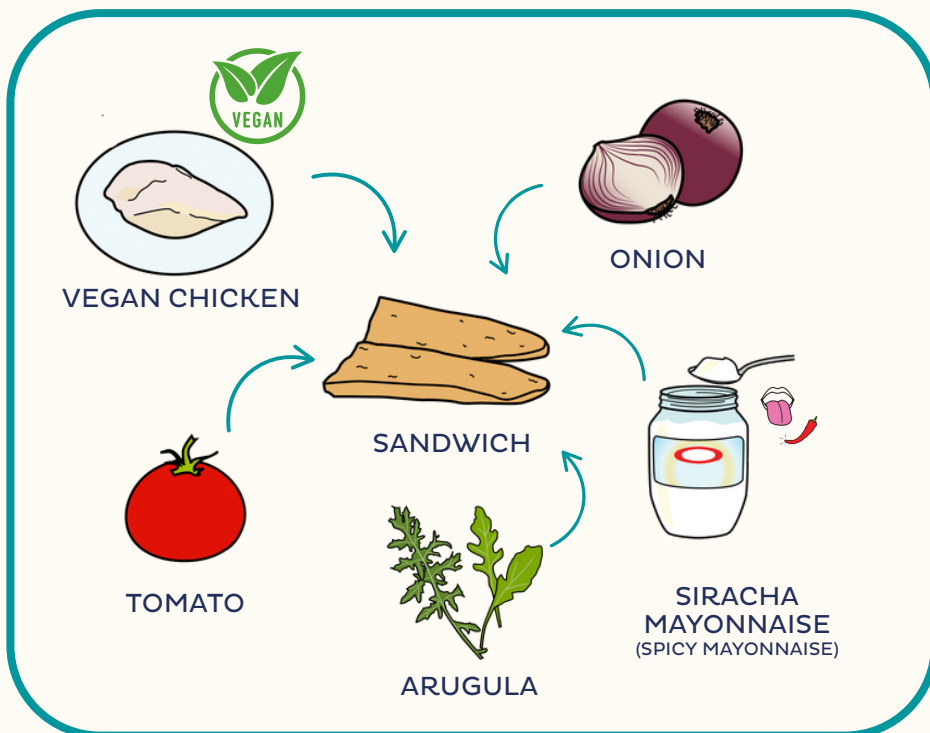 VEGAN
VEGAN CHICKEN
ONION
SANDWICH
TOMATO
ARUGULA
SIRACHA
MAYONNAISE
(SPICY MAYONNAISE)